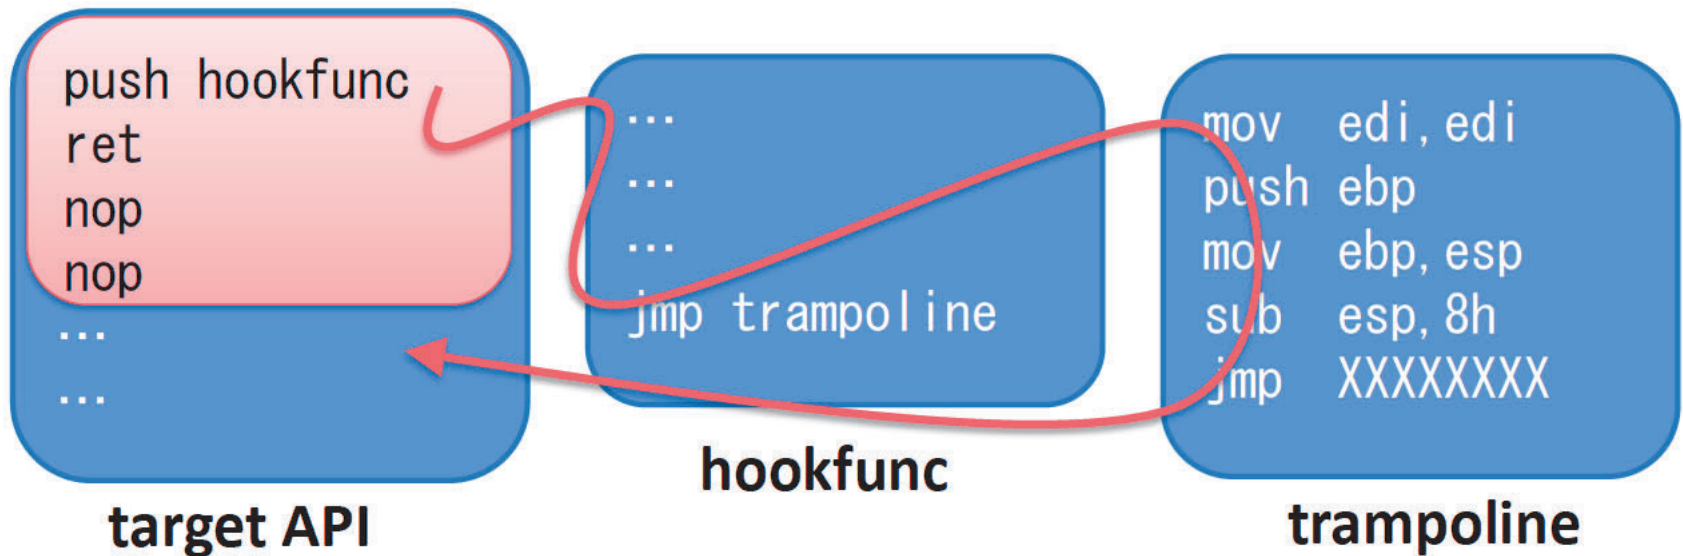 push hookfunc
ret
nop
nop
...
...
target API
...
...
...
jmp trampoline
hookfunc
mov edi,edi
push ebp
mov ebp,esp
sub esp,8h
jmp XXXXXXXX
trampoline